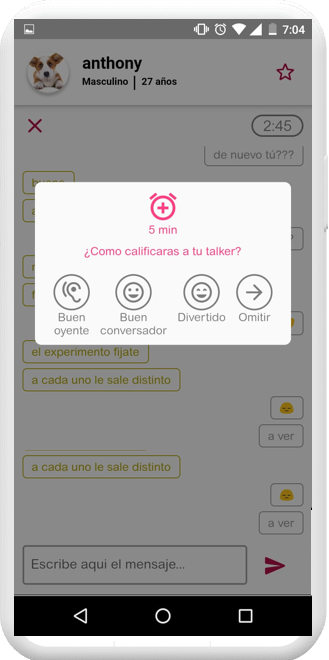 7:04
anthony
Masculino | 27 años
2:45
de nuevo tú???
5 min
¿Como calificaras a tu talker?
Buen oyente
Buen conversador
Divertido
Omitir
el experimento fijate
a cada uno le sale distinto
a ver
a cada uno le sale distinto
a ver
Escribe aqui el mensaje...